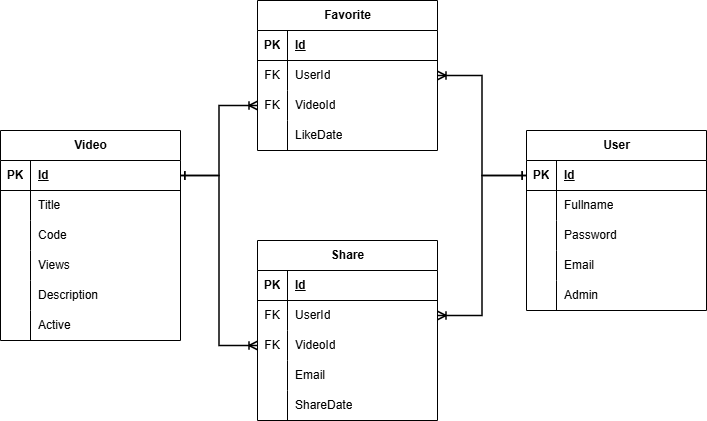 Favorite
PK Id
FK UserId
FK VideoId
LikeDate
Video
PK Id
Title
Code
Views
Description
Active
User
PK Id
Fullname
Password
Email
Admin
Share
PK Id
FK UserId
FK VideoId
Email
ShareDate